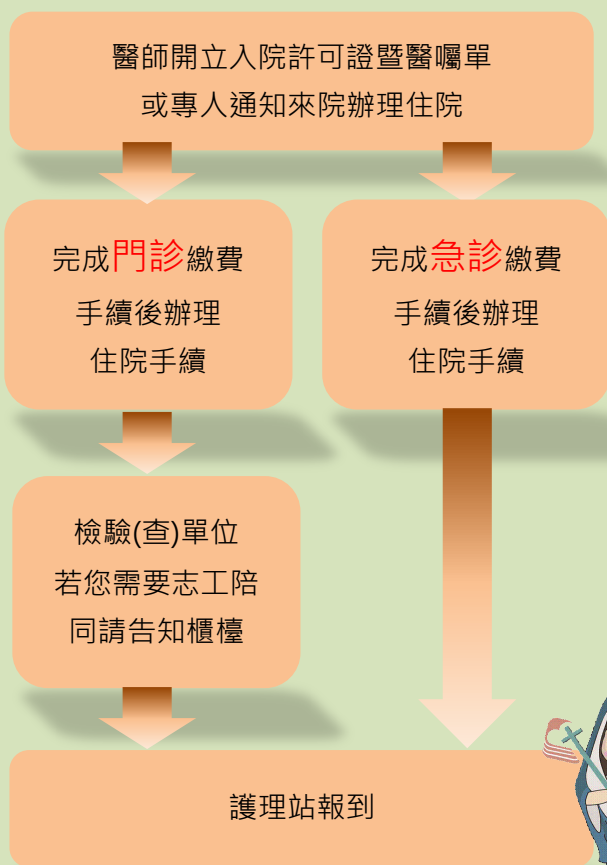 醫師開立入院許可證暨醫囑單
或專人通知來院辦理住院
完成門診繳費
手續後辦理
住院手續
完成急診繳費
手續後辦理
住院手續
檢驗(查)單位
若您需要志工陪
同請告知櫃檯
護理站報到